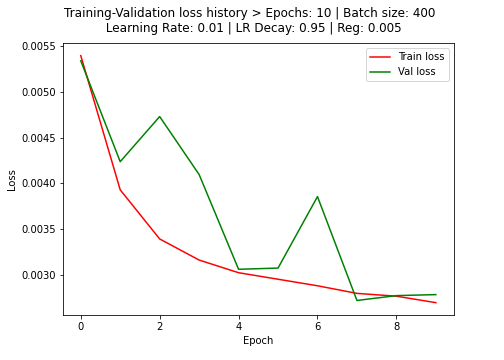 Training-Validation loss history > Epochs: 10 | Batch size: 400
Learning Rate: 0.01 | LR Decay: 0.95 | Reg: 0.005
Train loss
Val loss
0.0055
0.0050
0.0045
0.0040
0.0035
0.0030
Loss
0 2 4 6 8
Epoch